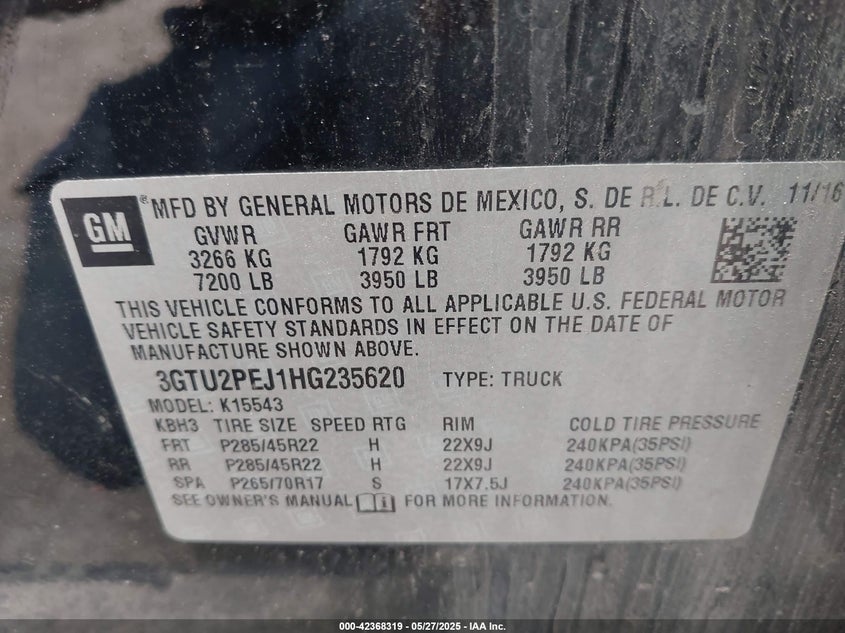 GM ® MFD BY GENERAL MOTORS DE MEXICO, S. DE R.L. DE C.V. 11/16
GVWR GAWR FRT GAWR RR
3266 KG 1792 KG 1792 KG
7200 LB 3950 LB 3950 LB
THIS VEHICLE CONFORMS TO ALL APPLICABLE U.S. FEDERAL MOTOR
VEHICLE SAFETY STANDARDS IN EFFECT ON THE DATE OF
MANUFACTURE SHOWN ABOVE.
3GTU2PEJ1HG235620 TYPE: TRUCK
MODEL: K15543
KBH3 TIRE SIZE SPEED RTG RIM COLD TIRE PRESSURE
FRT P285/45R22 H 22X9J 240KPA(35PSI)
RR P285/45R22 H 22X9J 240KPA(35PSI)
SPA P265/70R17 S 17X7.5J 240KPA(35PSI)
SEE OWNER'S MANUAL FOR MORE INFORMATION.
000-42368319 - 05/27/2025 - IAA Inc.